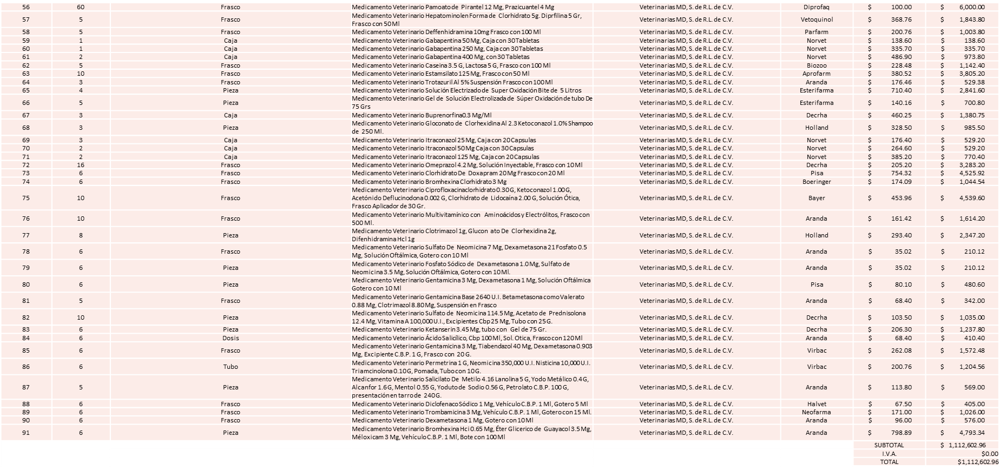 56 60 Frasco Medicamento Veterinario Pamoato de Pirantel 12 Mg, Prazicuantel 4 Mg Veterinarias MD, S. de R.L. de C.V. Diprofaq $ 100.00 $ 6,000.00
57 5 Frasco Medicamento Veterinario Hepatominolen Forma de Clorhidrato 5g. Diprfilina 5 Gr, Frasco con 50 Ml Veterinarias MD, S. de R.L. de C.V. Vetoquinol $ 368.76 $ 1,843.80
58 5 Frasco Medicamento Veterinario Deffenhidramina 10mg Frasco con 100 Ml Veterinarias MD, S. de R.L. de C.V. Parfarm $ 200.76 $ 1,003.80
59 1 Caja Medicamento Veterinario Gabapentina 50 Mg, Caja con 30 Tabletas Veterinarias MD, S. de R.L. de C.V. Norvet $ 138.60 $ 138.60
60 1 Caja Medicamento Veterinario Gabapentina 250 Mg, Caja con 30 Tabletas Veterinarias MD, S. de R.L. de C.V. Norvet $ 335.70 $ 335.70
61 2 Caja Medicamento Veterinario Gabapentina 400 Mg, con 30 Tabletas Veterinarias MD, S. de R.L. de C.V. Norvet $ 486.90 $ 973.80
62 5 Frasco Medicamento Veterinario Caseina 3.5 G, Lactosa 5 G, Frasco con 100 Ml Veterinarias MD, S. de R.L. de C.V. Biozoo $ 228.48 $ 1,142.40
63 10 Frasco Medicamento Veterinario Estamsilato 125 Mg, Frasco con 50 Ml Veterinarias MD, S. de R.L. de C.V. Aprofarm $ 380.52 $ 3,805.20
64 3 Frasco Medicamento Veterinario Trotazuril Al 5% Suspensión Frasco con 100 Ml Veterinarias MD, S. de R.L. de C.V. Aranda $ 176.46 $ 529.38
65 4 Pieza Medicamento Veterinario Solución Electrizado de Super Oxidación Bite de 5 Litros Veterinarias MD, S. de R.L. de C.V. Esterifarma $ 710.40 $ 2,841.60
66 5 Pieza Medicamento Veterinario Gel de Solución Electrolizada de Súper Oxidación de tubo De 75 Grs Veterinarias MD, S. de R.L. de C.V. Esterifarma $ 140.16 $ 700.80
67 3 Caja Medicamento Veterinario Buprenorfina0.3 Mg/Ml Veterinarias MD, S. de R.L. de C.V. Decrha $ 460.25 $ 1,380.75
68 3 Pieza Medicamento Veterinario Gloconato de Clorhexidina Al 2.3 Ketoconazol 1.0% Shampoo de 250 Ml. Veterinarias MD, S. de R.L. de C.V. Holland $ 328.50 $ 985.50
69 3 Caja Medicamento Veterinario Itraconazol 25 Mg, Caja con 20 Capsulas Veterinarias MD, S. de R.L. de C.V. Norvet $ 176.40 $ 529.20
70 2 Caja Medicamento Veterinario Itraconazol 50 Mg Caja con 30 Capsulas Veterinarias MD, S. de R.L. de C.V. Norvet $ 264.60 $ 529.20
71 2 Caja Medicamento Veterinario Itraconazol 125 Mg, Caja con 20 Capsulas Veterinarias MD, S. de R.L. de C.V. Norvet $ 385.20 $ 770.40
72 16 Frasco Medicamento Veterinario Omeprazol 4.2 Mg, Solución Inyectable, Frasco con 10 Ml Veterinarias MD, S. de R.L. de C.V. Decrha $ 205.20 $ 3,283.20
73 6 Frasco Medicamento Veterinario Clorhidrato De Doxapram 20 Mg Frasco con 20 Ml Veterinarias MD, S. de R.L. de C.V. Pisa $ 754.32 $ 4,525.92
74 6 Frasco Medicamento Veterinario Bromhexina Clorhidrato 3 Mg Veterinarias MD, S. de R.L. de C.V. Boeringer $ 174.09 $ 1,044.54
75 10 Frasco Medicamento Veterinario Ciprofloxacinaclorhidrato 0.30 G, Ketoconazol 1.00 G, Acetónido Deflucinodona 0.002 G, Clorhidrato de Lidocaína 2.00 G, Solución Ótica, Frasco Aplicador de 30 Gr. Veterinarias MD, S. de R.L. de C.V. Bayer $ 453.96 $ 4,539.60
76 10 Frasco Medicamento Veterinario Multivitamínico con Aminoácidos y Electrólitos, Frasco con 500 Ml. Veterinarias MD, S. de R.L. de C.V. Aranda $ 161.42 $ 1,614.20
77 8 Pieza Medicamento Veterinario Clotrimazol 1g, Glucon ato De Clorhexidina 2g, Difenhidramina Hcl 1g Veterinarias MD, S. de R.L. de C.V. Holland $ 293.40 $ 2,347.20
78 6 Frasco Medicamento Veterinario Sulfato De Neomicina 7 Mg, Dexametasona 21 Fosfato 0.5 Mg, Solución Oftálmica, Gotero con 10 Ml Veterinarias MD, S. de R.L. de C.V. Aranda $ 35.02 $ 210.12
79 6 Pieza Medicamento Veterinario Fosfato Sódico de Dexametasona 1.0 Mg, Sulfato de Neomicina 3.5 Mg, Solución Oftálmica, Gotero con 10 Ml. Veterinarias MD, S. de R.L. de C.V. Aranda $ 35.02 $ 210.12
80 6 Pieza Medicamento Veterinario Gentamicina 3 Mg, Dexametasona 1 Mg, Solución Oftálmica Gotero con 10 Ml Veterinarias MD, S. de R.L. de C.V. Pisa $ 80.10 $ 480.60
81 5 Frasco Medicamento Veterinario Gentamicina Base 2640 U.I. Betametasona como Valerato 0.88 Mg, Clotrimazol 8.80 Mg, Suspensión en Frasco Veterinarias MD, S. de R.L. de C.V. Aranda $ 68.40 $ 342.00
82 10 Pieza Medicamento Veterinario Sulfato de Neomicina 114.5 Mg, Acetato de Prednisolona 12.4 Mg, Vitamina A 100,000 U.I., Excipientes Cbp 25 Mg, Tubo con 25 G. Veterinarias MD, S. de R.L. de C.V. Decrha $ 103.50 $ 1,035.00
83 6 Pieza Medicamento Veterinario Ketanserin 3.45 Mg, tubo con Gel de 75 Gr. Veterinarias MD, S. de R.L. de C.V. Decrha $ 206.30 $ 1,237.80
84 6 Dosis Medicamento Veterinario Ácido Salicílico, Cbp 100 Ml, Sol. Otica, Frasco con 120 Ml Veterinarias MD, S. de R.L. de C.V. Aranda $ 68.40 $ 410.40
85 6 Frasco Medicamento Veterinario Gentamicina 3 Mg, Tiabendazol 40 Mg, Dexametasona 0.903 Mg, Excipiente C.B.P. 1 G, Frasco con 20 G. Veterinarias MD, S. de R.L. de C.V. Virbac $ 262.08 $ 1,572.48
86 6 Tubo Medicamento Veterinario Permetrina 1 G, Neomicina 350,000 U.I. Nisticina 10,000 U.I. Triamcinolona 0.10 G, Pomada, Tubo con 10 G. Veterinarias MD, S. de R.L. de C.V. Virbac $ 200.76 $ 1,204.56
87 5 Pieza Medicamento Veterinario Salicilato De Metilo 4.16 Lanolina 5 G, Yodo Metálico 0.4 G, Alcanfor 1.6 G, Mentol 0.55 G, Yoduto de Sodio 0.56 G, Petrolato C.B.P. 100 G, presentación en tarro de 240 G. Veterinarias MD, S. de R.L. de C.V. Aranda $ 113.80 $ 569.00
88 6 Frasco Medicamento Veterinario Diclofenaco Sódico 1 Mg, Vehículo C.B.P. 1 Ml, Gotero 5 Ml Veterinarias MD, S. de R.L. de C.V. Halvet $ 67.50 $ 405.00
89 6 Frasco Medicamento Veterinario Trombamicina 3 Mg, Vehículo C.B.P. 1 Ml, Gotero con 15 Ml. Veterinarias MD, S. de R.L. de C.V. Neofarma $ 171.00 $ 1,026.00
90 6 Frasco Medicamento Veterinario Dexametasona 1 Mg, Gotero con 10 Ml Veterinarias MD, S. de R.L. de C.V. Aranda $ 96.00 $ 576.00
91 6 Pieza Medicamento Veterinario Bromhexina Hci 0.65 Mg, Éter Glicerico de Guayacol 3.5 Mg, Méloxicam 3 Mg, Vehículo C.B.P. 1 Ml, Bote con 100 Ml Veterinarias MD, S. de R.L. de C.V. Aranda $ 798.89 $ 4,793.34
SUBTOTAL $ 1,112,602.96
I.V.A. $0.00
TOTAL $1,112,602.96